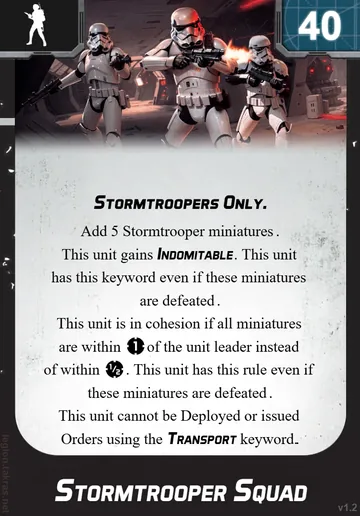 40
STORMTROOPERS ONLY.
Add 5 Stormtrooper miniatures.
This unit gains INDOMITABLE. This unit
has this keyword even if these miniatures
are defeated.
This unit is in cohesion if all miniatures
are within 1 of the unit leader instead
of within ½. This unit has this rule even if
these miniatures are defeated.
This unit cannot be Deployed or issued
Orders using the TRANSPORT keyword.
STORMTROOPER SQUAD
legion.takras.net
v1.2